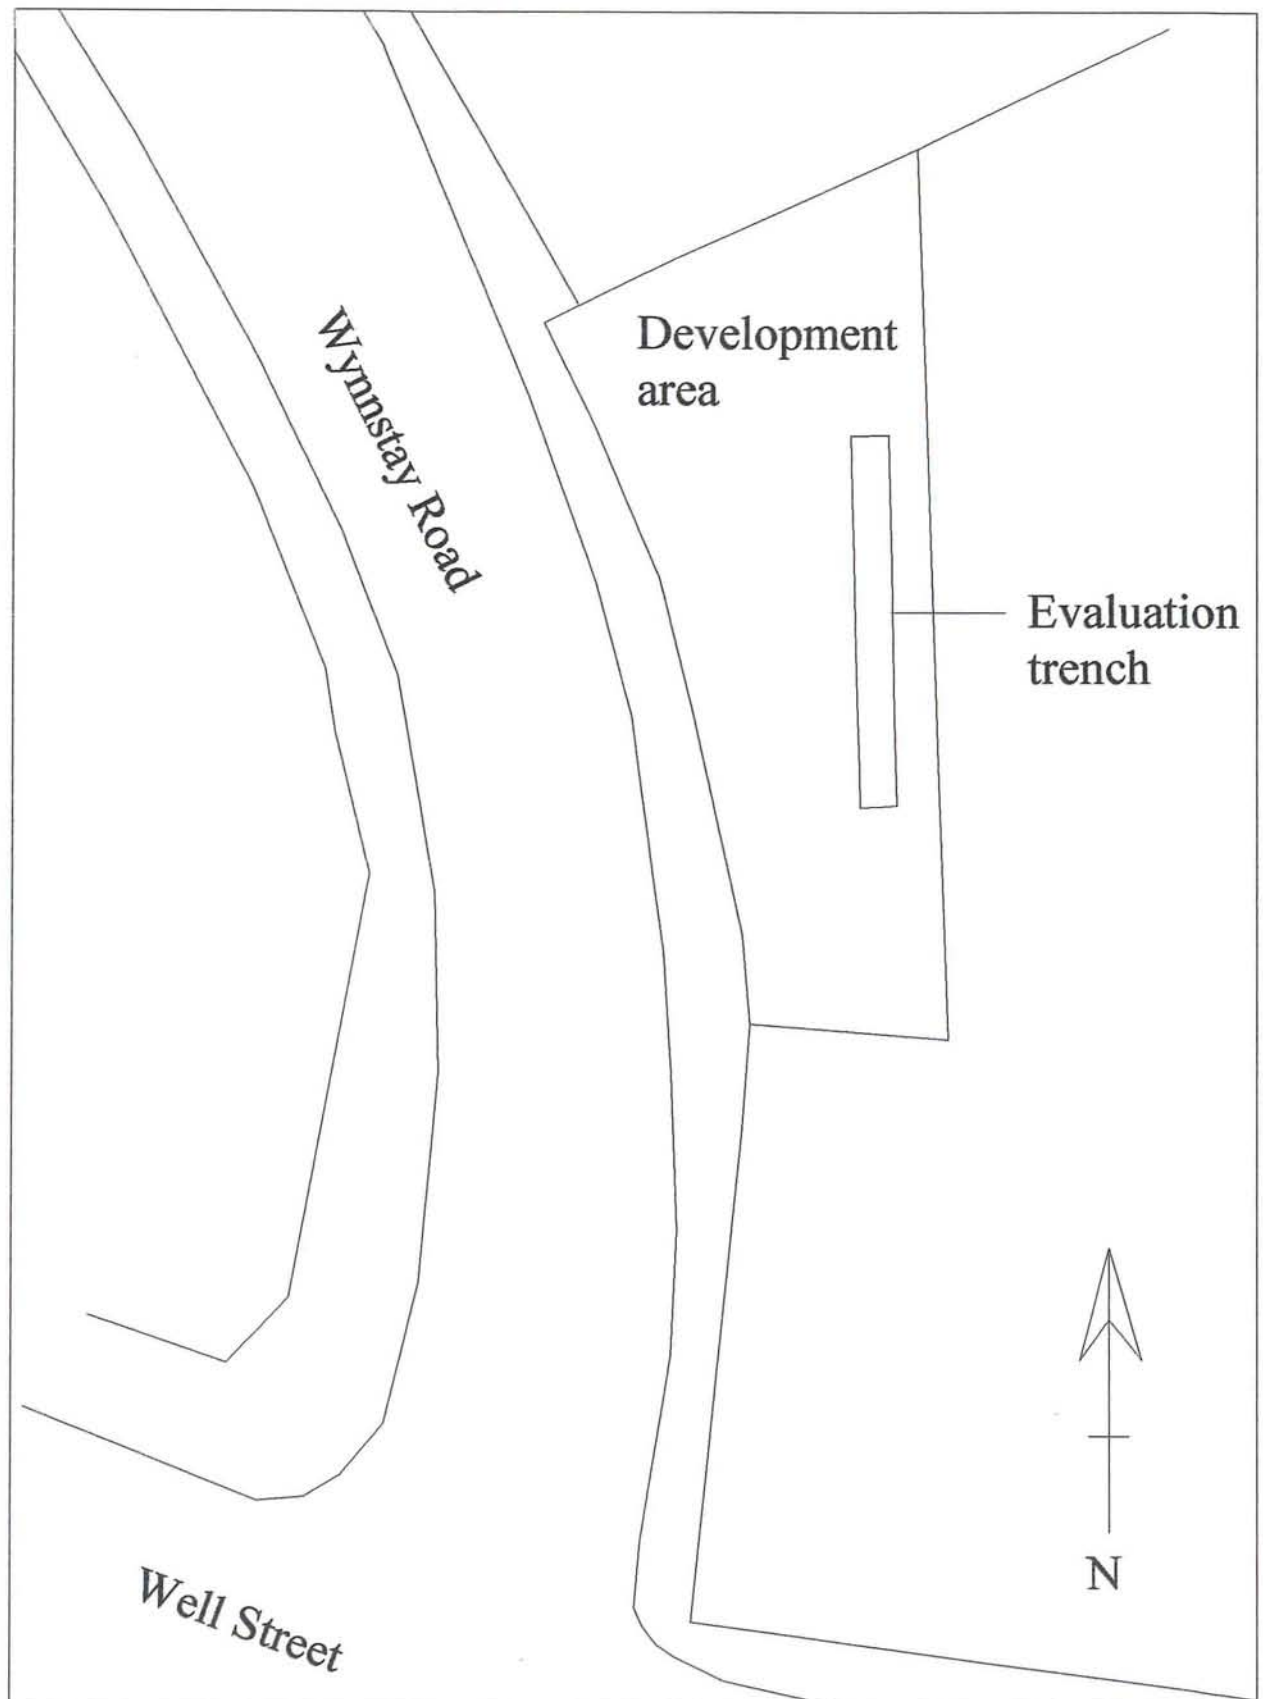 Development
area
Wynnstay Road
Evaluation
trench
N
Well Street